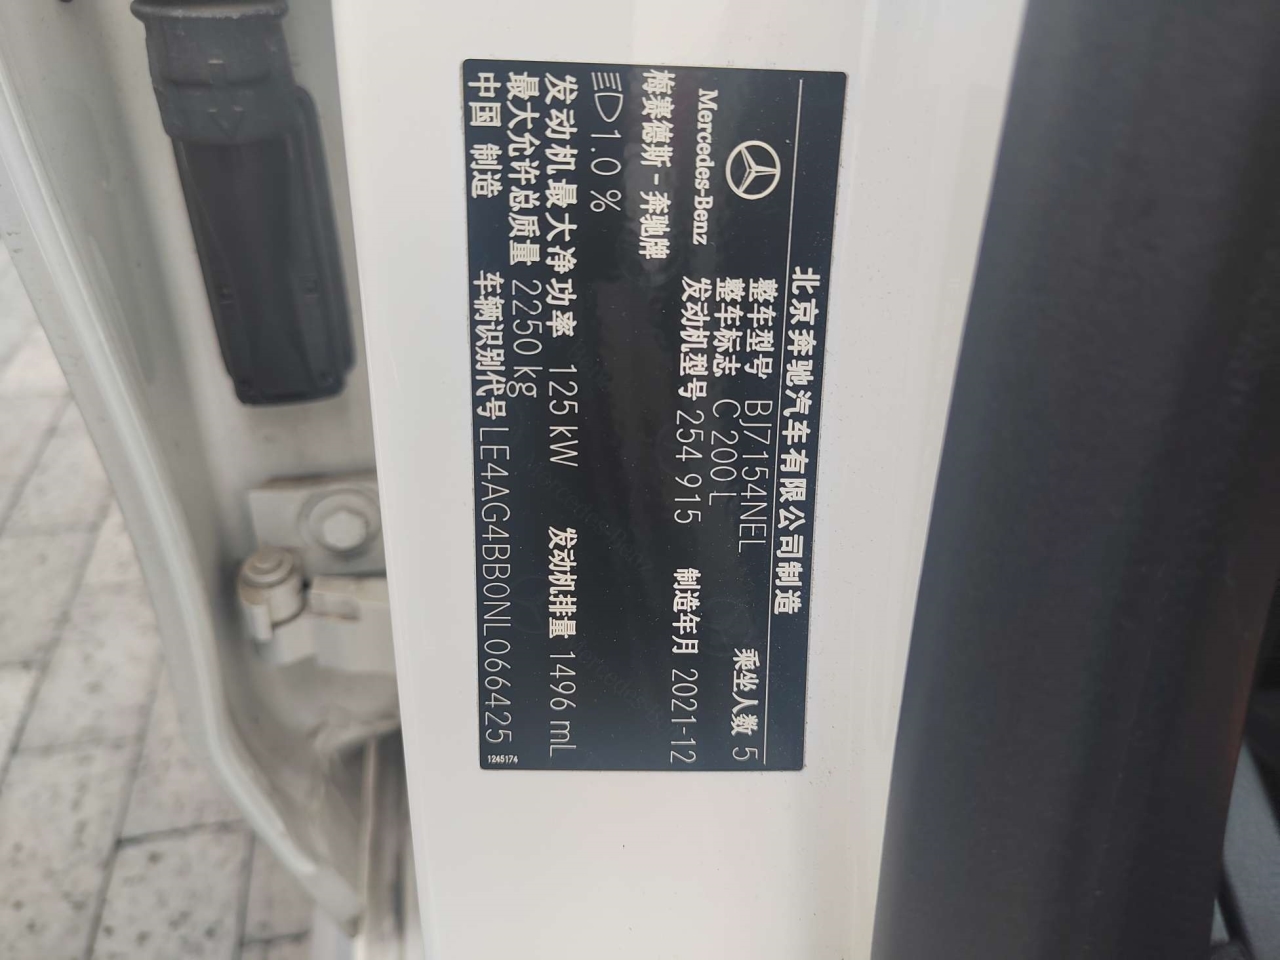 北京奔驰汽车有限公司制造
Mercedes-Benz
梅赛德斯-奔驰牌
整车型号 BJ7154NEL
乘坐人数 5
整车标志 C 200 L
发动机型号 254 915
制造年月 2021-12
1.0 %
发动机最大净功率 125 kW
发动机排量 1496 mL
最大允许总质量 2250 kg
中国 制造
车辆识别代号 LE4AG4BB0NL066425
1245174